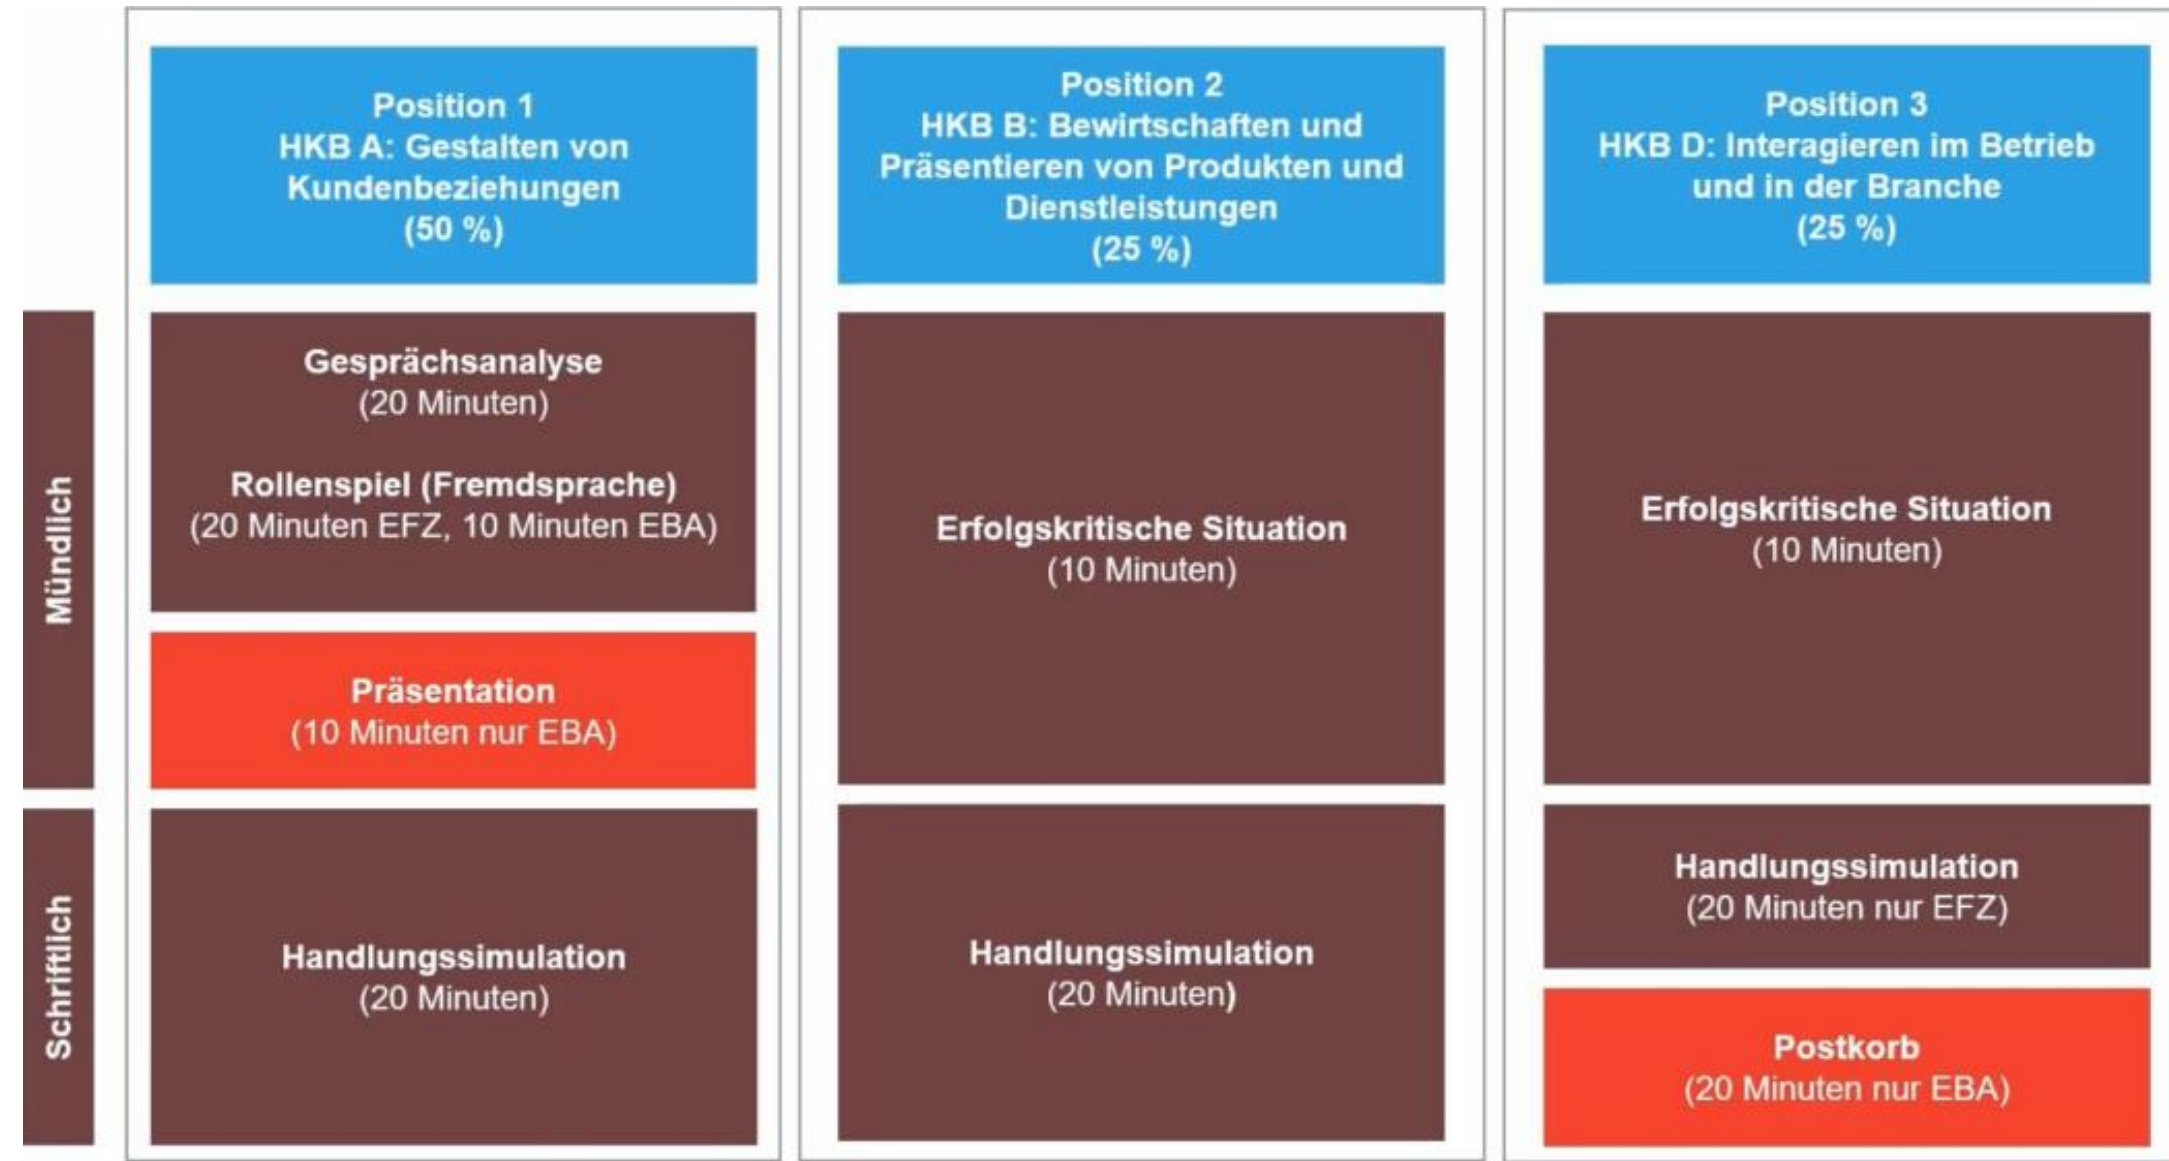 Position 1
HKB A: Gestalten von
Kundenbeziehungen
(50 %)
Position 2
HKB B: Bewirtschaften und
Präsentieren von Produkten und
Dienstleistungen
(25 %)
Position 3
HKB D: Interagieren im Betrieb
und in der Branche
(25 %)
Mündlich
Gesprächsanalyse
(20 Minuten)
Rollenspiel (Fremdsprache)
(20 Minuten EFZ, 10 Minuten EBA)
Präsentation
(10 Minuten nur EBA)
Erfolgskritische Situation
(10 Minuten)
Erfolgskritische Situation
(10 Minuten)
Schriftlich
Handlungssimulation
(20 Minuten)
Handlungssimulation
(20 Minuten)
Handlungssimulation
(20 Minuten nur EFZ)
Postkorb
(20 Minuten nur EBA)